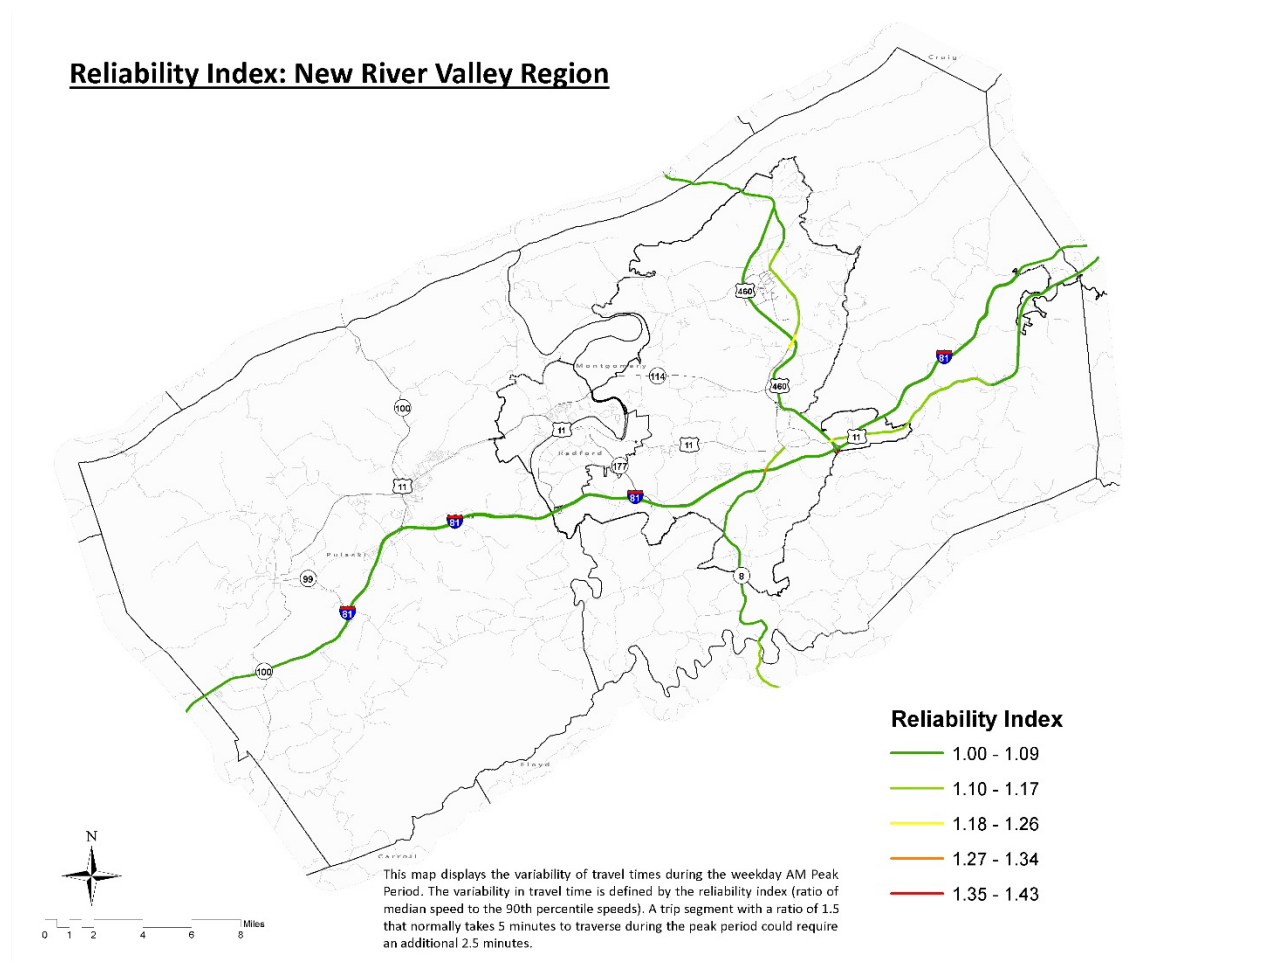 Reliability Index: New River Valley Region
Craig
460
81
Montgomery
114
460
100
11
11
11
Radford
177
11
81
81
Pulaski
99
8
81
100
Reliability Index
1.00 - 1.09
Floyd
1.10 - 1.17
1.18 - 1.26
N
Carroll
1.27 - 1.34
This map displays the variability of travel times during the weekday AM Peak
Period. The variability in travel time is defined by the reliability index (ratio of
1.35 - 1.43
median speed to the 90th percentile speeds). A trip segment with a ratio of 1.5
that normally takes 5 minutes to traverse during the peak period could require
an additional 2.5 minutes.
Miles
0 1 2 4 6 8